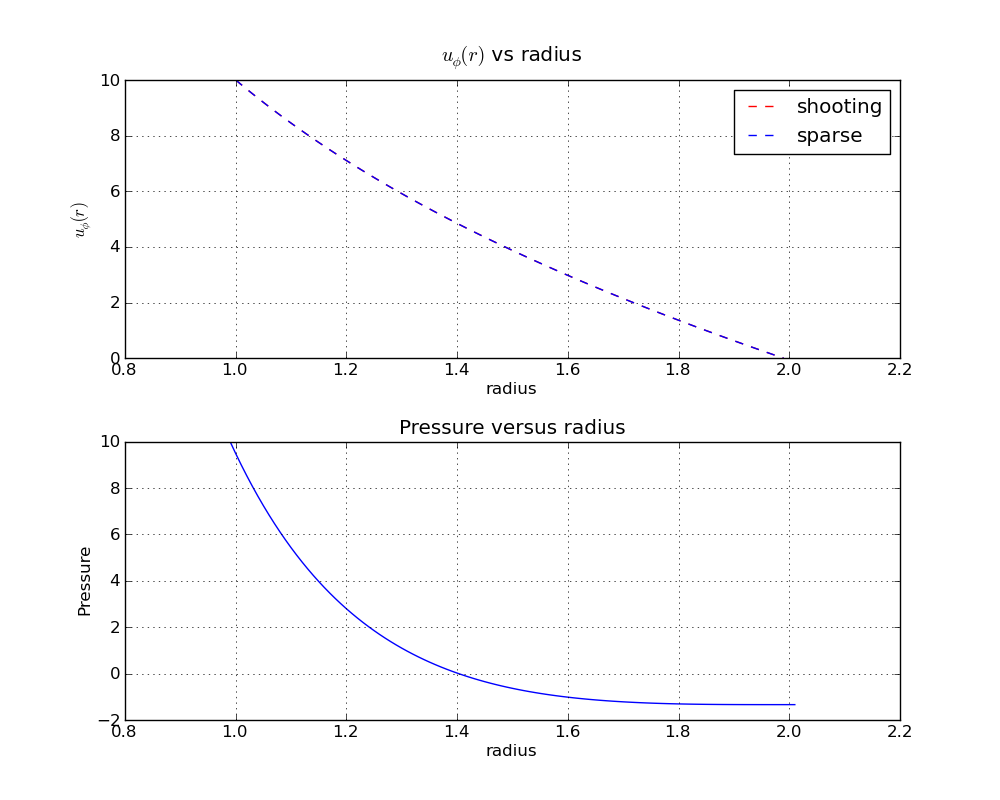 u_ϕ(r) vs radius
10
8
6
4
2
0
u_ϕ(r)
shooting
sparse
0.8 1.0 1.2 1.4 1.6 1.8 2.0 2.2
radius
Pressure versus radius
10
8
6
4
2
0
−2
Pressure
0.8 1.0 1.2 1.4 1.6 1.8 2.0 2.2
radius